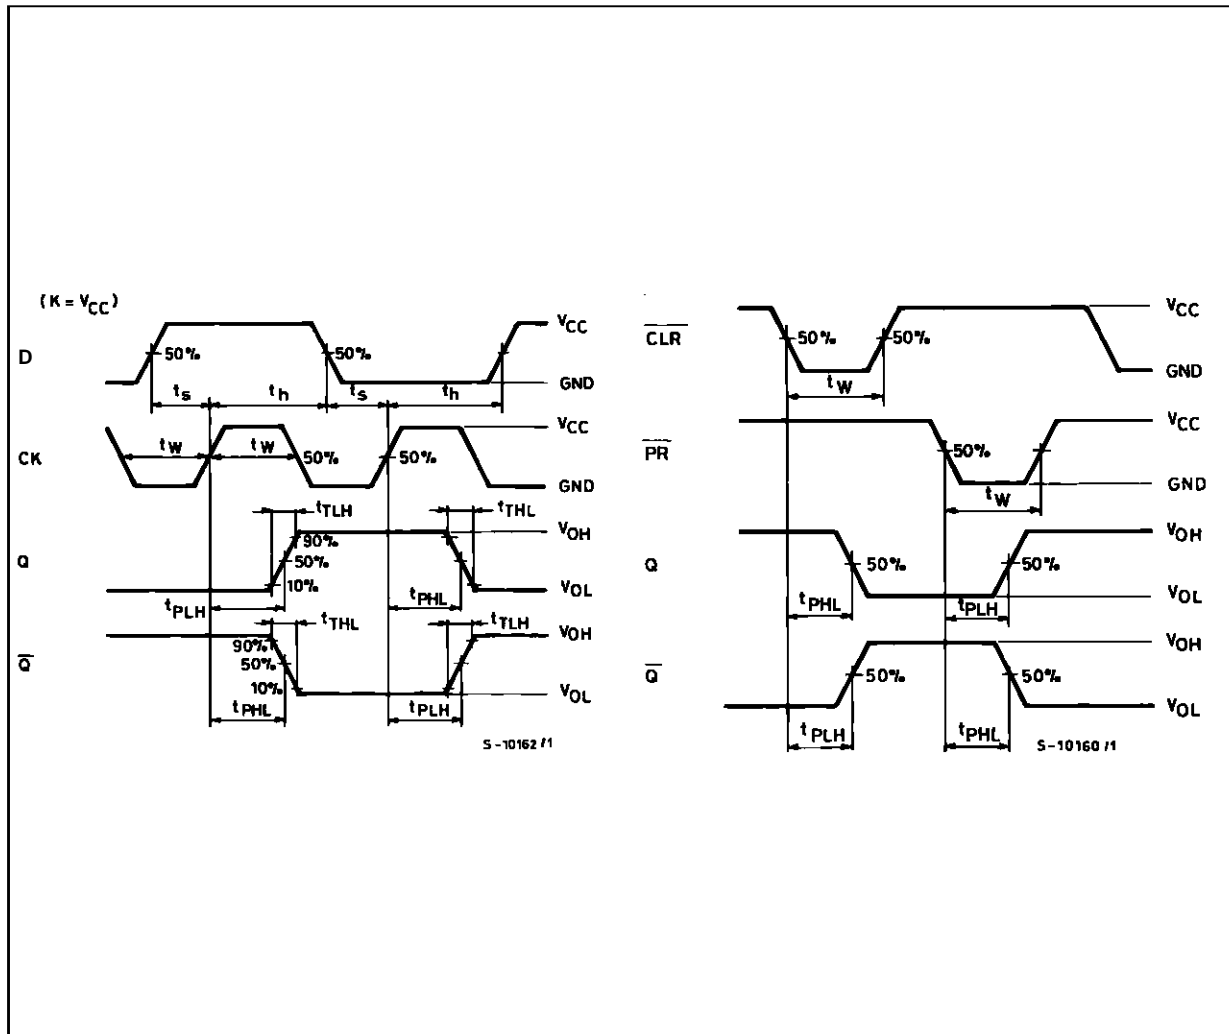 (K = VCC)
D
50%
50%
VCC
GND
ts
th
ts
th
CK
tW
tW
50%
50%
VCC
GND
tTLH
tTHL
Q
90%
50%
10%
VOH
VOL
tPLH
tPHL
tTHL
tTLH
Q
90%
50%
10%
VOH
VOL
tPHL
tPLH
S-10162/1
CLR
50%
50%
VCC
GND
tW
PR
50%
VCC
GND
tW
Q
50%
50%
VOH
VOL
tPHL
tPLH
Q
50%
50%
VOH
VOL
tPLH
tPHL
S-10160/1